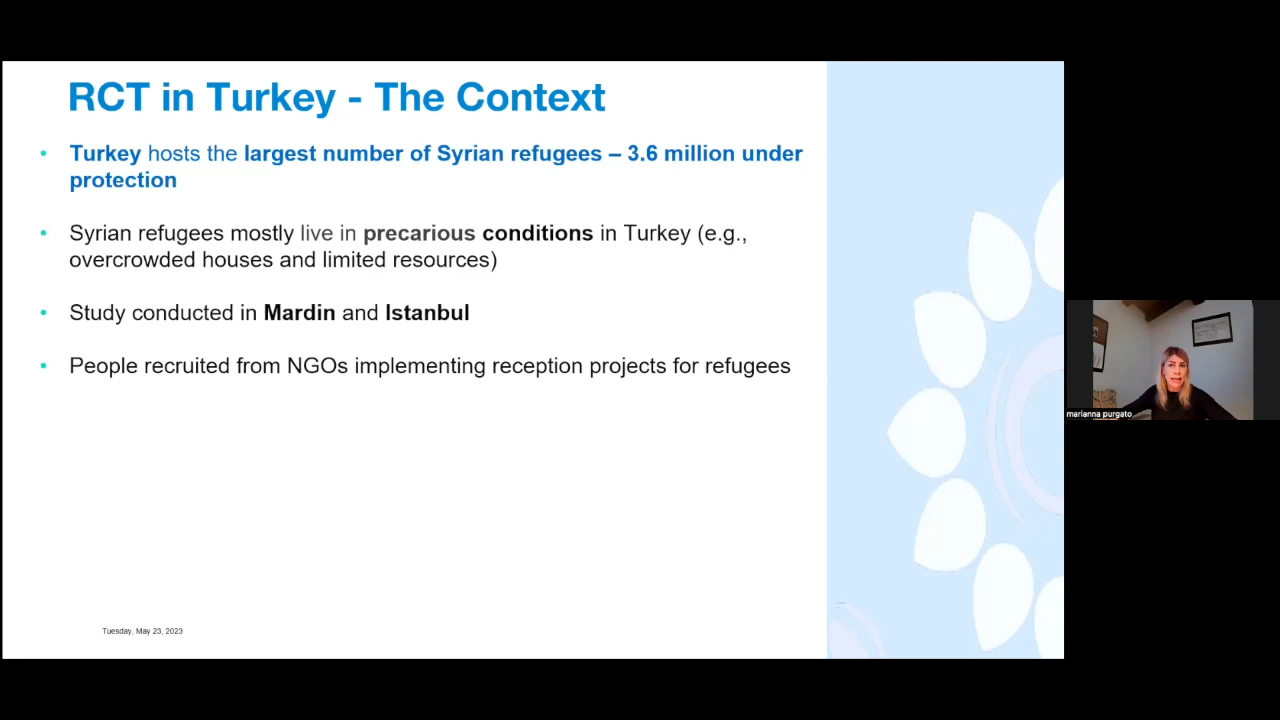 RCT in Turkey - The Context
• Turkey hosts the largest number of Syrian refugees – 3.6 million under
protection
• Syrian refugees mostly live in precarious conditions in Turkey (e.g.,
overcrowded houses and limited resources)
• Study conducted in Mardin and Istanbul
• People recruited from NGOs implementing reception projects for refugees
marianna purgato
Tuesday, May 23, 2023